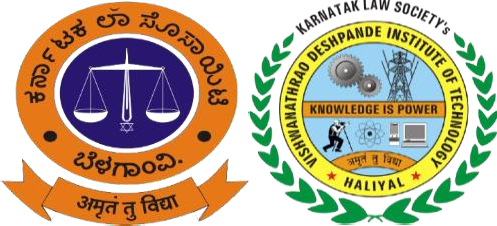 ಕರ್ನಾಟಕ ಲಾ ಸೊಸಾಯಿಟಿ
ಬೆಳಗಾಂವಿ.
अमृतं तु विद्या
KARNATAK LAW SOCIETY's
VISHWANATHRAO DESHPANDE INSTITUTE OF TECHNOLOGY
KNOWLEDGE IS POWER
अमृतं तु विद्या
HALIYAL